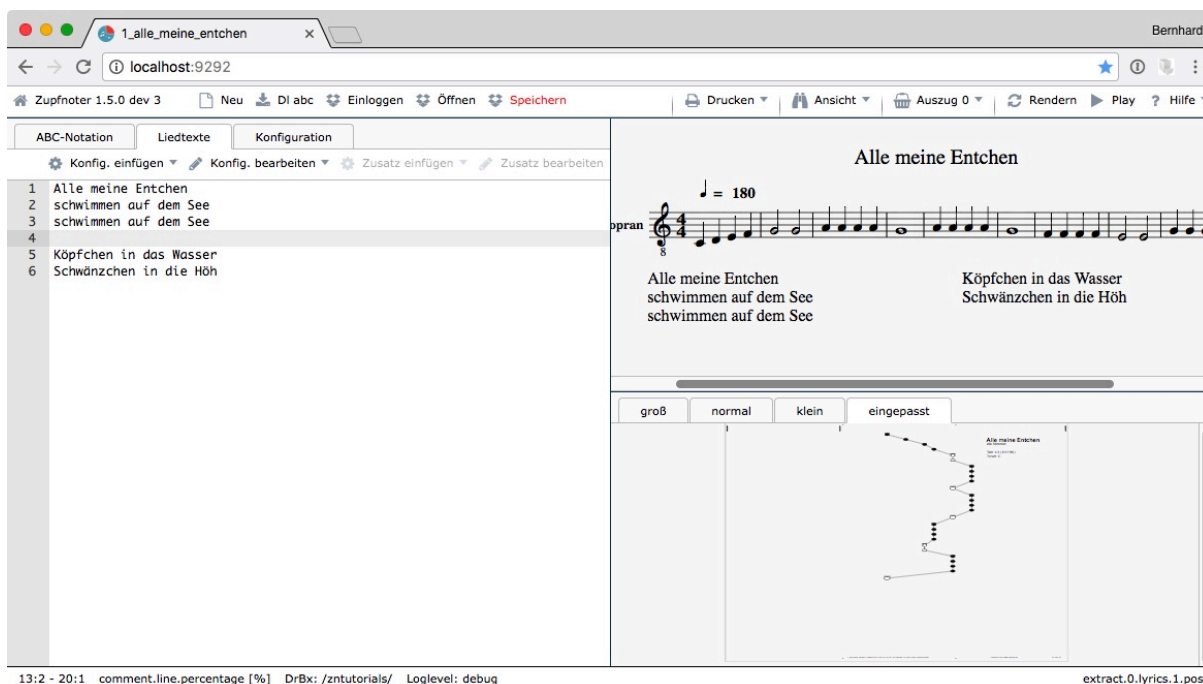 1_alle_meine_entchen
Bernhard
localhost:9292
Zupfnoter 1.5.0 dev 3 Neu Dl abc Einloggen Öffnen Speichern Drucken Ansicht Auszug 0 Rendern Play ? Hilfe
ABC-Notation Liedtexte Konfiguration
Konfig. einfügen Konfig. bearbeiten Zusatz einfügen Zusatz bearbeiten
1 Alle meine Entchen
2 schwimmen auf dem See
3 schwimmen auf dem See
4
5 Köpfchen in das Wasser
6 Schwänzchen in die Höh
Alle meine Entchen
= 180
opran
4
4
8
Alle meine Entchen
schwimmen auf dem See
schwimmen auf dem See
Köpfchen in das Wasser
Schwänzchen in die Höh
groß normal klein eingepasst
Alle meine Entchen
13:2 - 20:1 comment.line.percentage [%] DrBx: /zntutorials/ Loglevel: debug extract.0.lyrics.1.pos